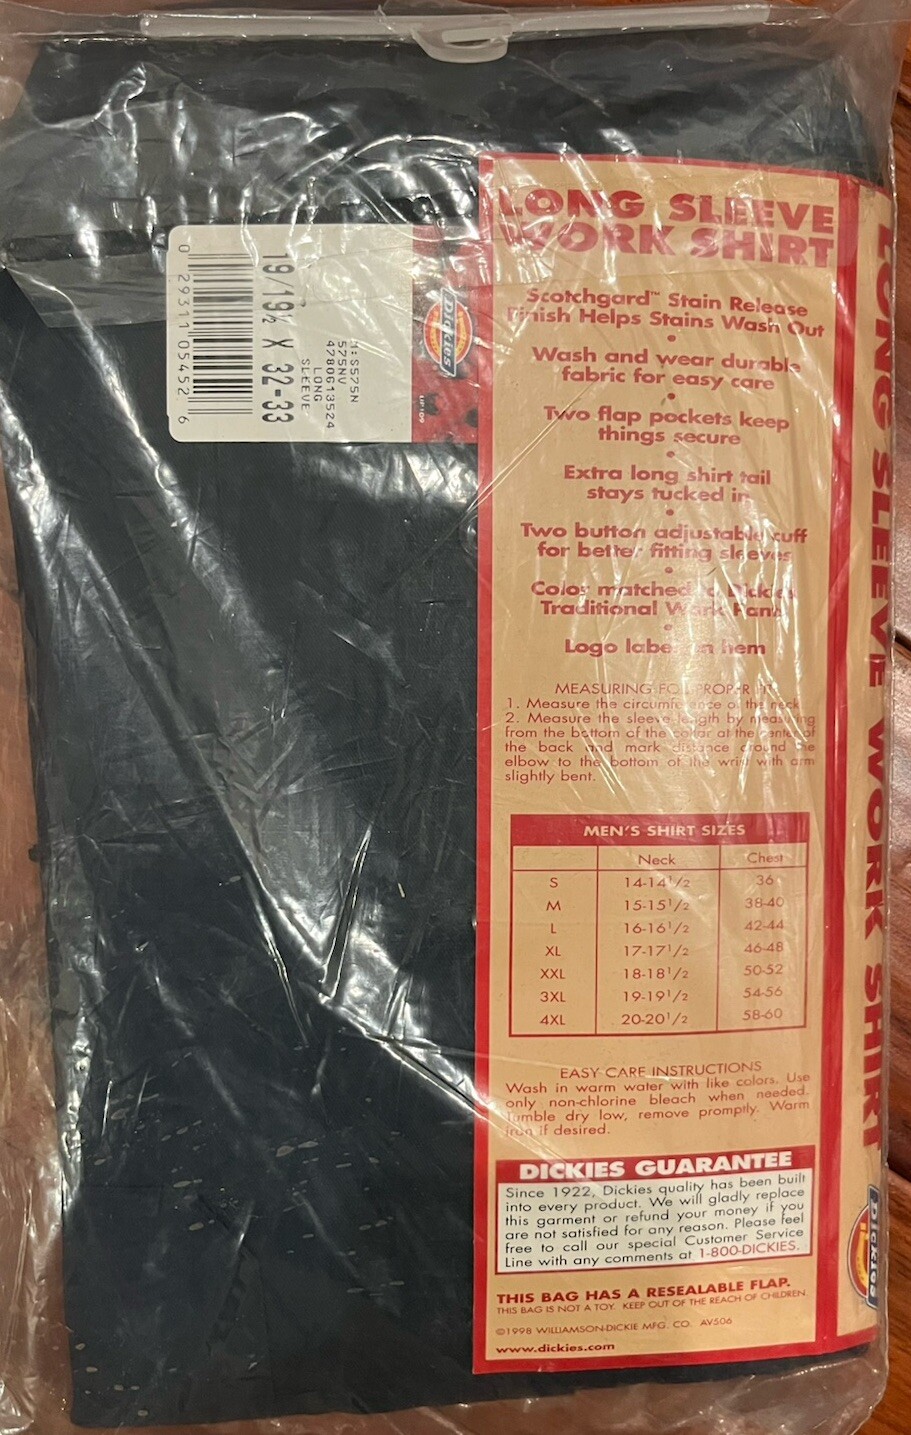 LONG SLEEVE
WORK SHIRT
Scotchgard™ Stain Release
Finish Helps Stains Wash Out
•
Wash and wear durable
fabric for easy care
•
Two flap pockets keep
things secure
•
Extra long shirt tail
stays tucked in
•
Two button adjustable cuff
for better fitting sleeves
•
Color matched to Dickies
Traditional Work Pant
•
Logo label on hem
MEASURING FOR PROPER FIT
1. Measure the circumference of the neck
2. Measure the sleeve length by measuring
from the bottom of the collar at the center of
the back and mark distance around the
elbow to the bottom of the wrist with arm
slightly bent.
MEN'S SHIRT SIZES
Neck Chest
S 14-14 1/2 36
M 15-15 1/2 38-40
L 16-16 1/2 42-44
XL 17-17 1/2 46-48
XXL 18-18 1/2 50-52
3XL 19-19 1/2 54-56
4XL 20-20 1/2 58-60
EASY CARE INSTRUCTIONS
Wash in warm water with like colors. Use
only non-chlorine bleach when needed.
Tumble dry low, remove promptly. Warm
iron if desired.
DICKIES GUARANTEE
Since 1922, Dickies quality has been built
into every product. We will gladly replace
this garment or refund your money if you
are not satisfied for any reason. Please feel
free to call our special Customer Service
Line with any comments at 1-800-DICKIES.
THIS BAG HAS A RESEALABLE FLAP.
THIS BAG IS NOT A TOY. KEEP OUT OF THE REACH OF CHILDREN.
©1998 WILLIAMSON-DICKIE MFG. CO. AV506
www.dickies.com
LONG SLEEVE WORK SHIRT
Dickies
Dickies
575NV
4780613524
LONG
SLEEVE
19/19½ X 32-33
0 29311 05452 6